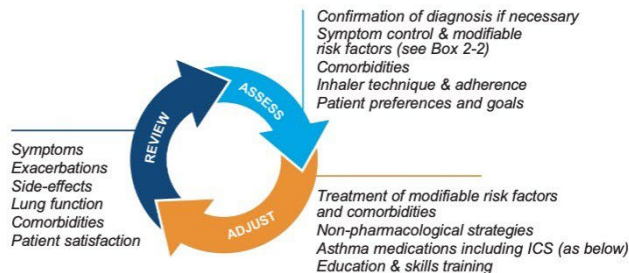 Confirmation of diagnosis if necessary
Symptom control & modifiable
risk factors (see Box 2-2)
Comorbidities
Inhaler technique & adherence
Patient preferences and goals
ASSESS
REVIEW
Symptoms
Exacerbations
Side-effects
Lung function
Comorbidities
Patient satisfaction
ADJUST
Treatment of modifiable risk factors
and comorbidities
Non-pharmacological strategies
Asthma medications including ICS (as below)
Education & skills training